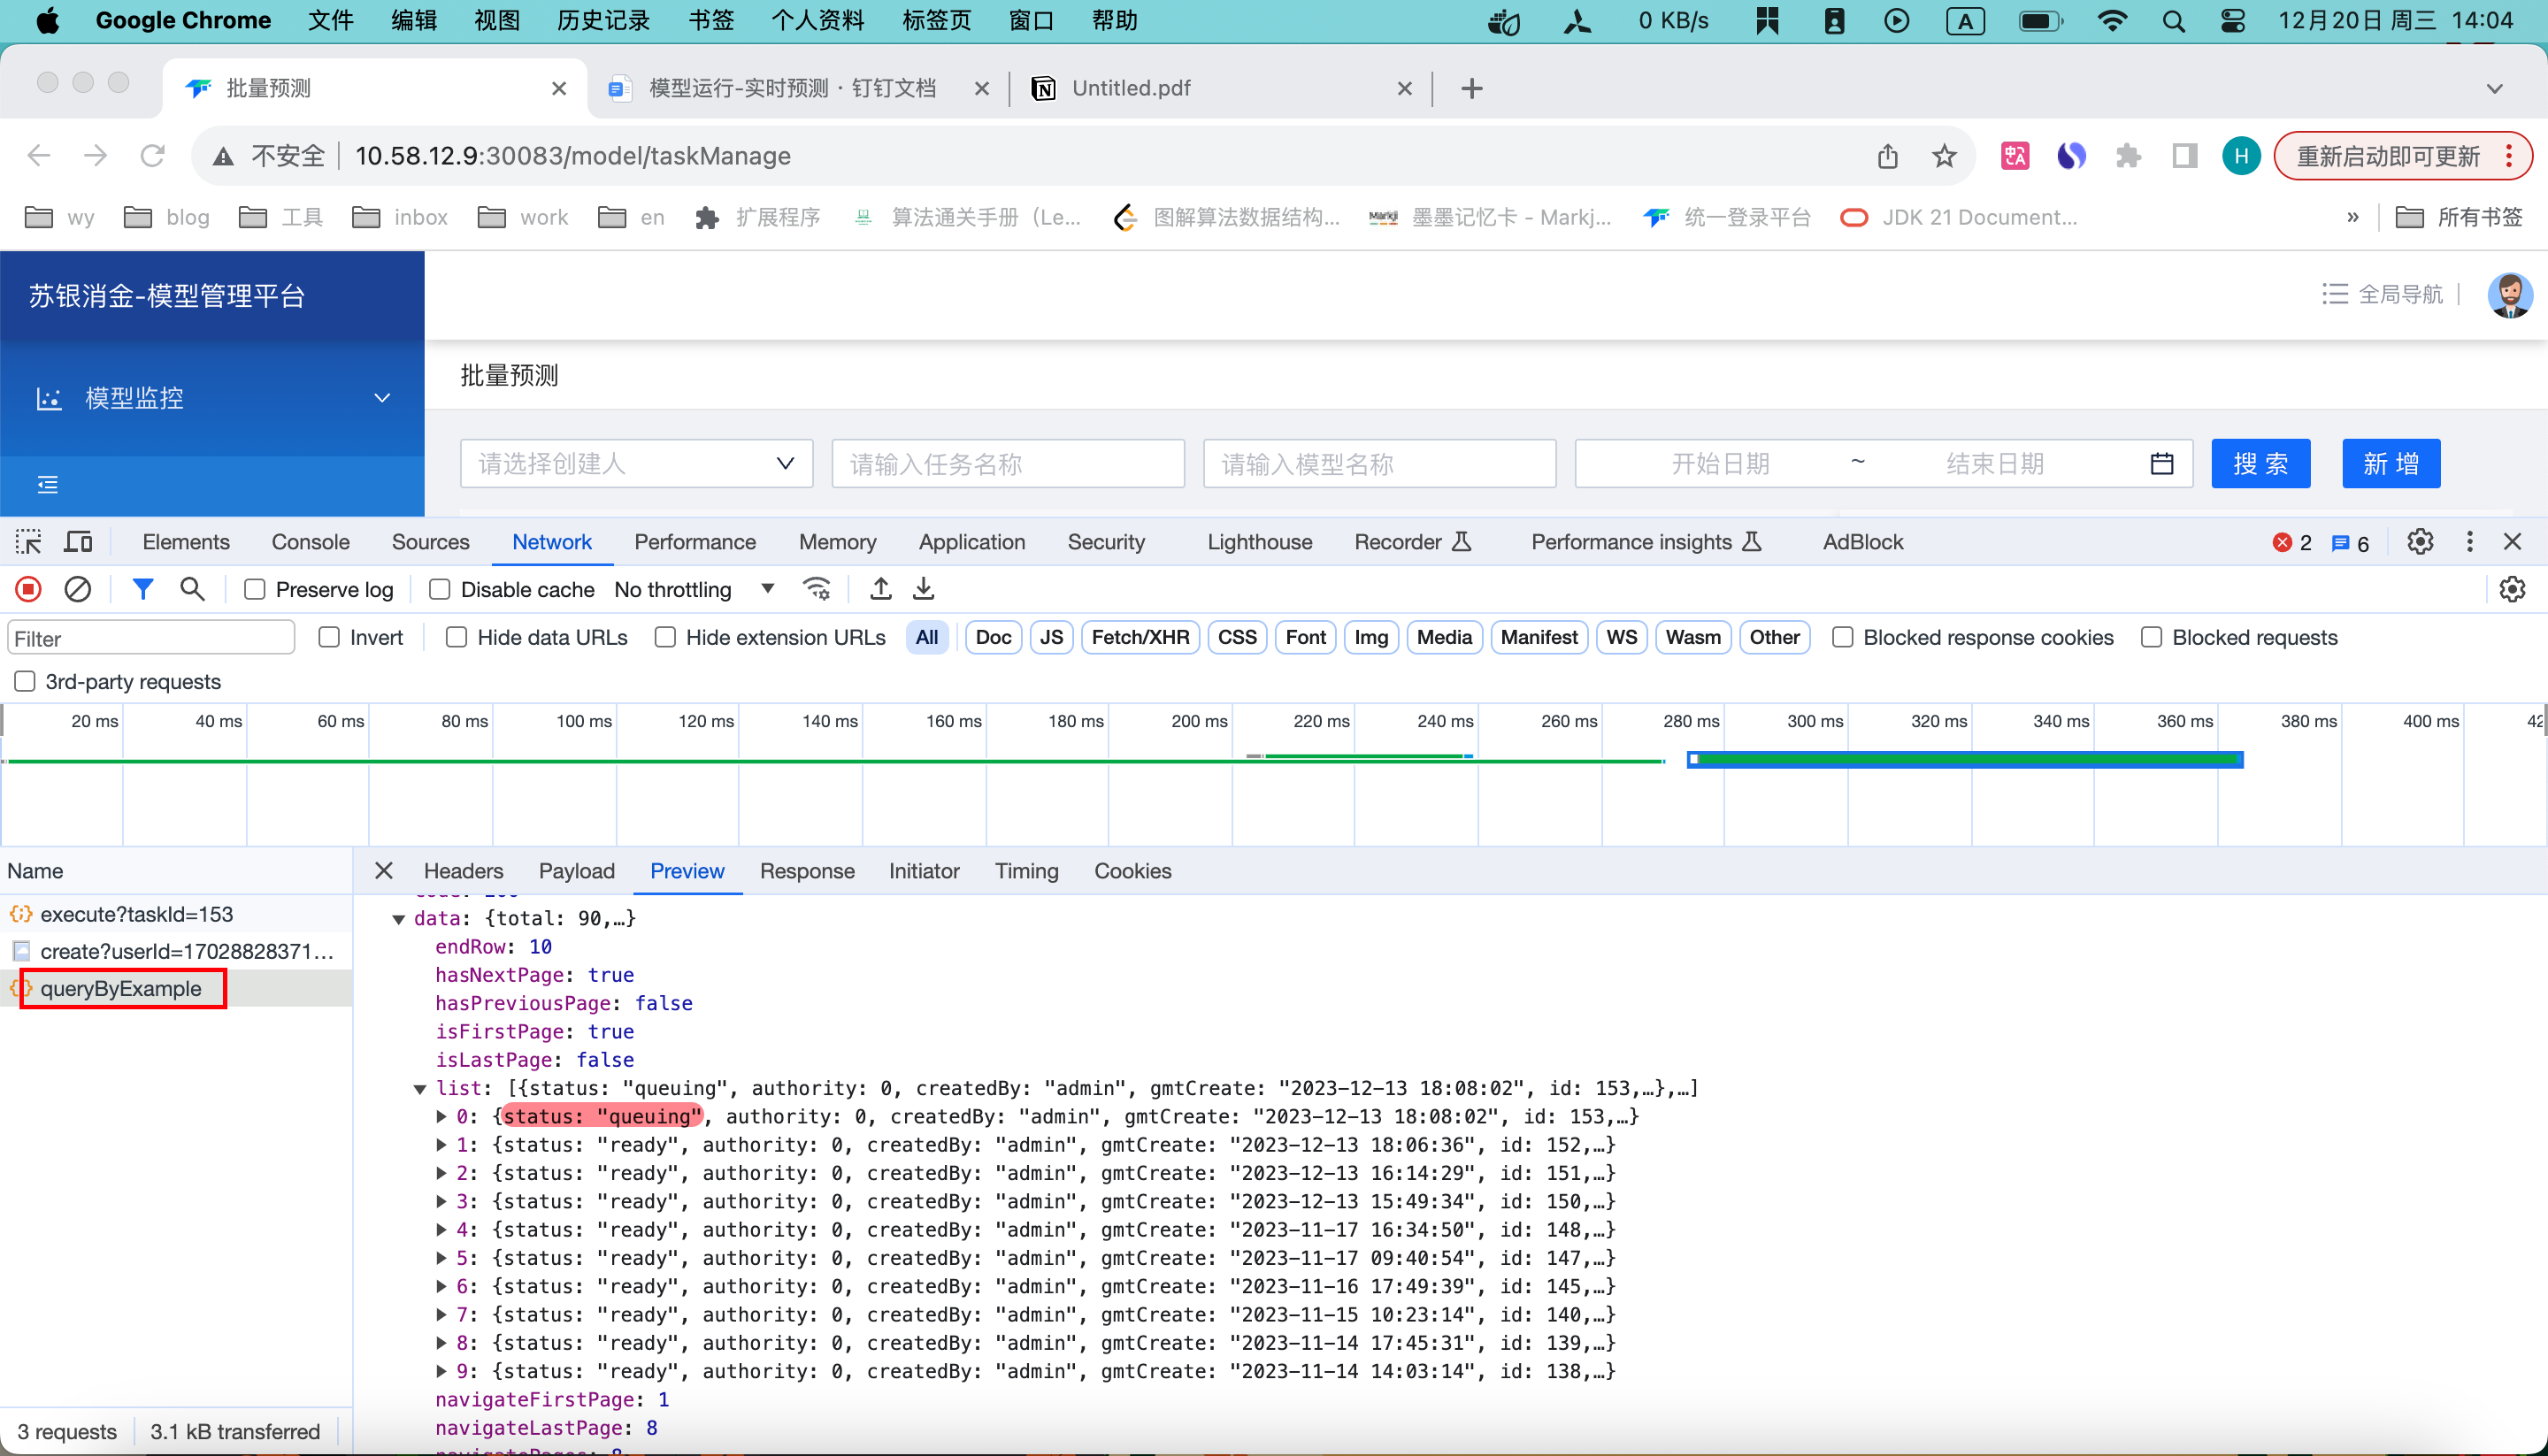 Google Chrome 文件 编辑 视图 历史记录 书签 个人资料 标签页 窗口 帮助 0 KB/s A 12月20日 周三 14:04
批量预测 模型运行-实时预测 · 钉钉文档 Untitled.pdf
不安全 10.58.12.9:30083/model/taskManage H 重新启动即可更新
wy blog 工具 inbox work en 扩展程序 算法通关手册（Le... 图解算法数据结构... 墨墨记忆卡 - Markj... 统一登录平台 JDK 21 Document... » 所有书签
苏银消金-模型管理平台 全局导航
模型监控
批量预测
请选择创建人 请输入任务名称 请输入模型名称 开始日期 ~ 结束日期 搜 索 新 增
Elements Console Sources Network Performance Memory Application Security Lighthouse Recorder Performance insights AdBlock 2 6
Preserve log Disable cache No throttling
Filter Invert Hide data URLs Hide extension URLs All Doc JS Fetch/XHR CSS Font Img Media Manifest WS Wasm Other Blocked response cookies Blocked requests
3rd-party requests
20 ms 40 ms 60 ms 80 ms 100 ms 120 ms 140 ms 160 ms 180 ms 200 ms 220 ms 240 ms 260 ms 280 ms 300 ms 320 ms 340 ms 360 ms 380 ms 400 ms
Name Headers Payload Preview Response Initiator Timing Cookies
execute?taskId=153
create?userId=17028828371...
queryByExample
data: {total: 90,…}
endRow: 10
hasNextPage: true
hasPreviousPage: false
isFirstPage: true
isLastPage: false
list: [{status: "queuing", authority: 0, createdBy: "admin", gmtCreate: "2023-12-13 18:08:02", id: 153,…},…]
0: {status: "queuing", authority: 0, createdBy: "admin", gmtCreate: "2023-12-13 18:08:02", id: 153,…}
1: {status: "ready", authority: 0, createdBy: "admin", gmtCreate: "2023-12-13 18:06:36", id: 152,…}
2: {status: "ready", authority: 0, createdBy: "admin", gmtCreate: "2023-12-13 16:14:29", id: 151,…}
3: {status: "ready", authority: 0, createdBy: "admin", gmtCreate: "2023-12-13 15:49:34", id: 150,…}
4: {status: "ready", authority: 0, createdBy: "admin", gmtCreate: "2023-11-17 16:34:50", id: 148,…}
5: {status: "ready", authority: 0, createdBy: "admin", gmtCreate: "2023-11-17 09:40:54", id: 147,…}
6: {status: "ready", authority: 0, createdBy: "admin", gmtCreate: "2023-11-16 17:49:39", id: 145,…}
7: {status: "ready", authority: 0, createdBy: "admin", gmtCreate: "2023-11-15 10:23:14", id: 140,…}
8: {status: "ready", authority: 0, createdBy: "admin", gmtCreate: "2023-11-14 17:45:31", id: 139,…}
9: {status: "ready", authority: 0, createdBy: "admin", gmtCreate: "2023-11-14 14:03:14", id: 138,…}
navigateFirstPage: 1
navigateLastPage: 8
3 requests 3.1 kB transferred